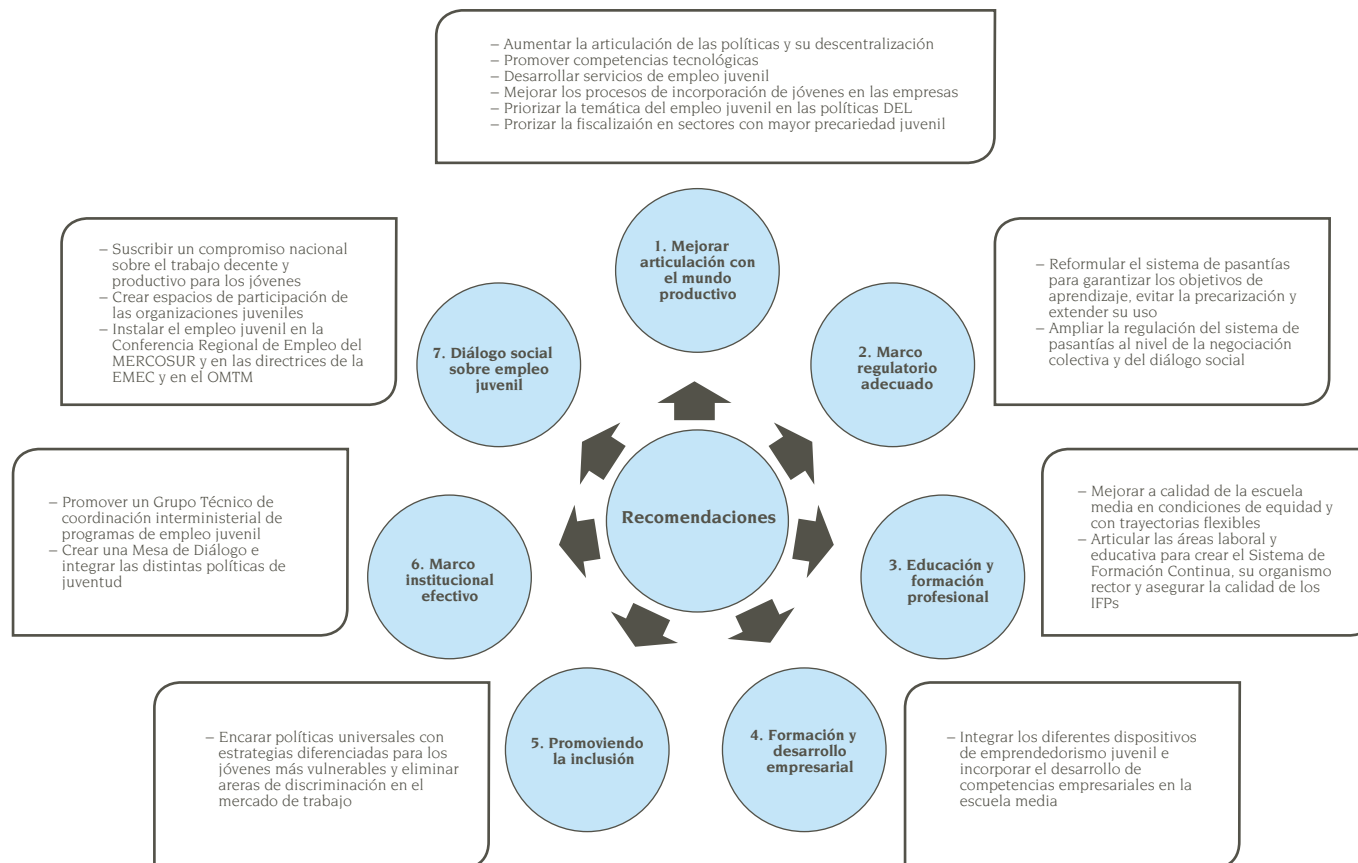 – Aumentar la articulación de las políticas y su descentralización
– Promover competencias tecnológicas
– Desarrollar servicios de empleo juvenil
– Mejorar los procesos de incorporación de jóvenes en las empresas
– Priorizar la temática del empleo juvenil en las políticas DEL
– Prorizar la fiscalizaión en sectores con mayor precariedad juvenil
1. Mejorar
articulación con
el mundo
productivo
– Reformular el sistema de pasantías
para garantizar los objetivos de
aprendizaje, evitar la precarización y
extender su uso
– Ampliar la regulación del sistema de
pasantías al nivel de la negociación
colectiva y del diálogo social
2. Marco
regulatorio
adecuado
– Mejorar a calidad de la escuela
media en condiciones de equidad y
con trayectorias flexibles
– Articular las áreas laboral y
educativa para crear el Sistema de
Formación Continua, su organismo
rector y asegurar la calidad de los
IFPs
3. Educación y
formación
profesional
– Integrar los diferentes dispositivos
de emprendedorismo juvenil e
incorporar el desarrollo de
competencias empresariales en la
escuela media
4. Formación y
desarrollo
empresarial
– Encarar políticas universales con
estrategias diferenciadas para los
jóvenes más vulnerables y eliminar
areras de discriminación en el
mercado de trabajo
5. Promoviendo
la inclusión
– Promover un Grupo Técnico de
coordinación interministerial de
programas de empleo juvenil
– Crear una Mesa de Diálogo e
integrar las distintas políticas de
juventud
6. Marco
institucional
efectivo
– Suscribir un compromiso nacional
sobre el trabajo decente y
productivo para los jóvenes
– Crear espacios de participación de
las organizaciones juveniles
– Instalar el empleo juvenil en la
Conferencia Regional de Empleo del
MERCOSUR y en las directrices de la
EMEC y en el OMTM
7. Diálogo social
sobre empleo
juvenil
Recomendaciones